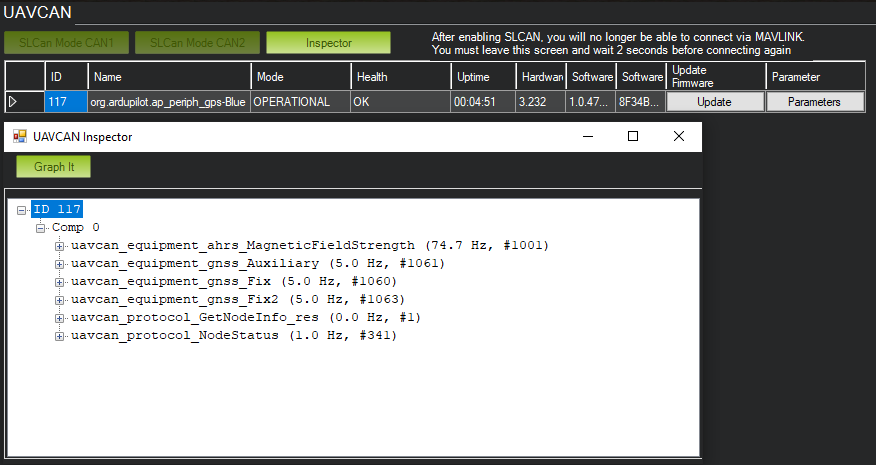 UAVCAN
SLCan Mode CAN1 SLCan Mode CAN2 Inspector
After enabling SLCAN, you will no longer be able to connect via MAVLINK.
You must leave this screen and wait 2 seconds before connecting again
ID Name Mode Health Uptime Hardwan Software Software Update Firmware Parameter
117 org.ardupilot.ap_periph_gps-Blue OPERATIONAL OK 00:04:51 3.232 1.0.47... 8F34B... Update Parameters
UAVCAN Inspector
Graph It
ID 117
Comp 0
uavcan_equipment_ahrs_MagneticFieldStrength (74.7 Hz, #1001)
uavcan_equipment_gnss_Auxiliary (5.0 Hz, #1061)
uavcan_equipment_gnss_Fix (5.0 Hz, #1060)
uavcan_equipment_gnss_Fix2 (5.0 Hz, #1063)
uavcan_protocol_GetNodeInfo_res (0.0 Hz, #1)
uavcan_protocol_NodeStatus (1.0 Hz, #341)